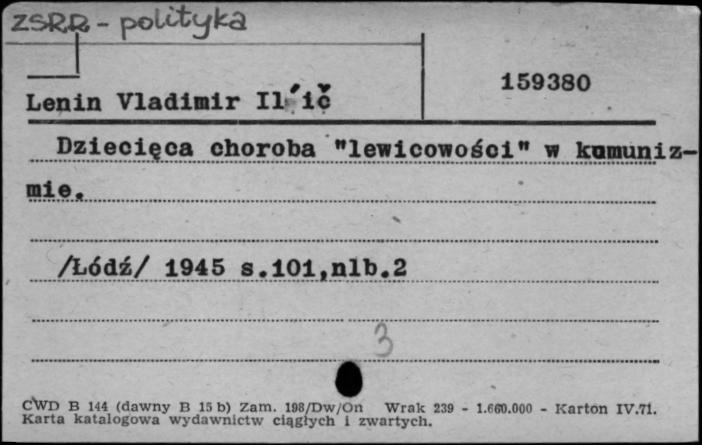 ZSRR - polityka
159380
Lenin Vladimir Il'ič
Dziecięca choroba "lewicowości" w komuniz-
mie.
/Łódź/ 1945 s.101,nlb.2
3
CWD B 144 (dawny B 15 b) Zam. 198/Dw/On Wrak 239 - 1.660.000 - Karton IV.71.
Karta katalogowa wydawnictw ciągłych i zwartych.